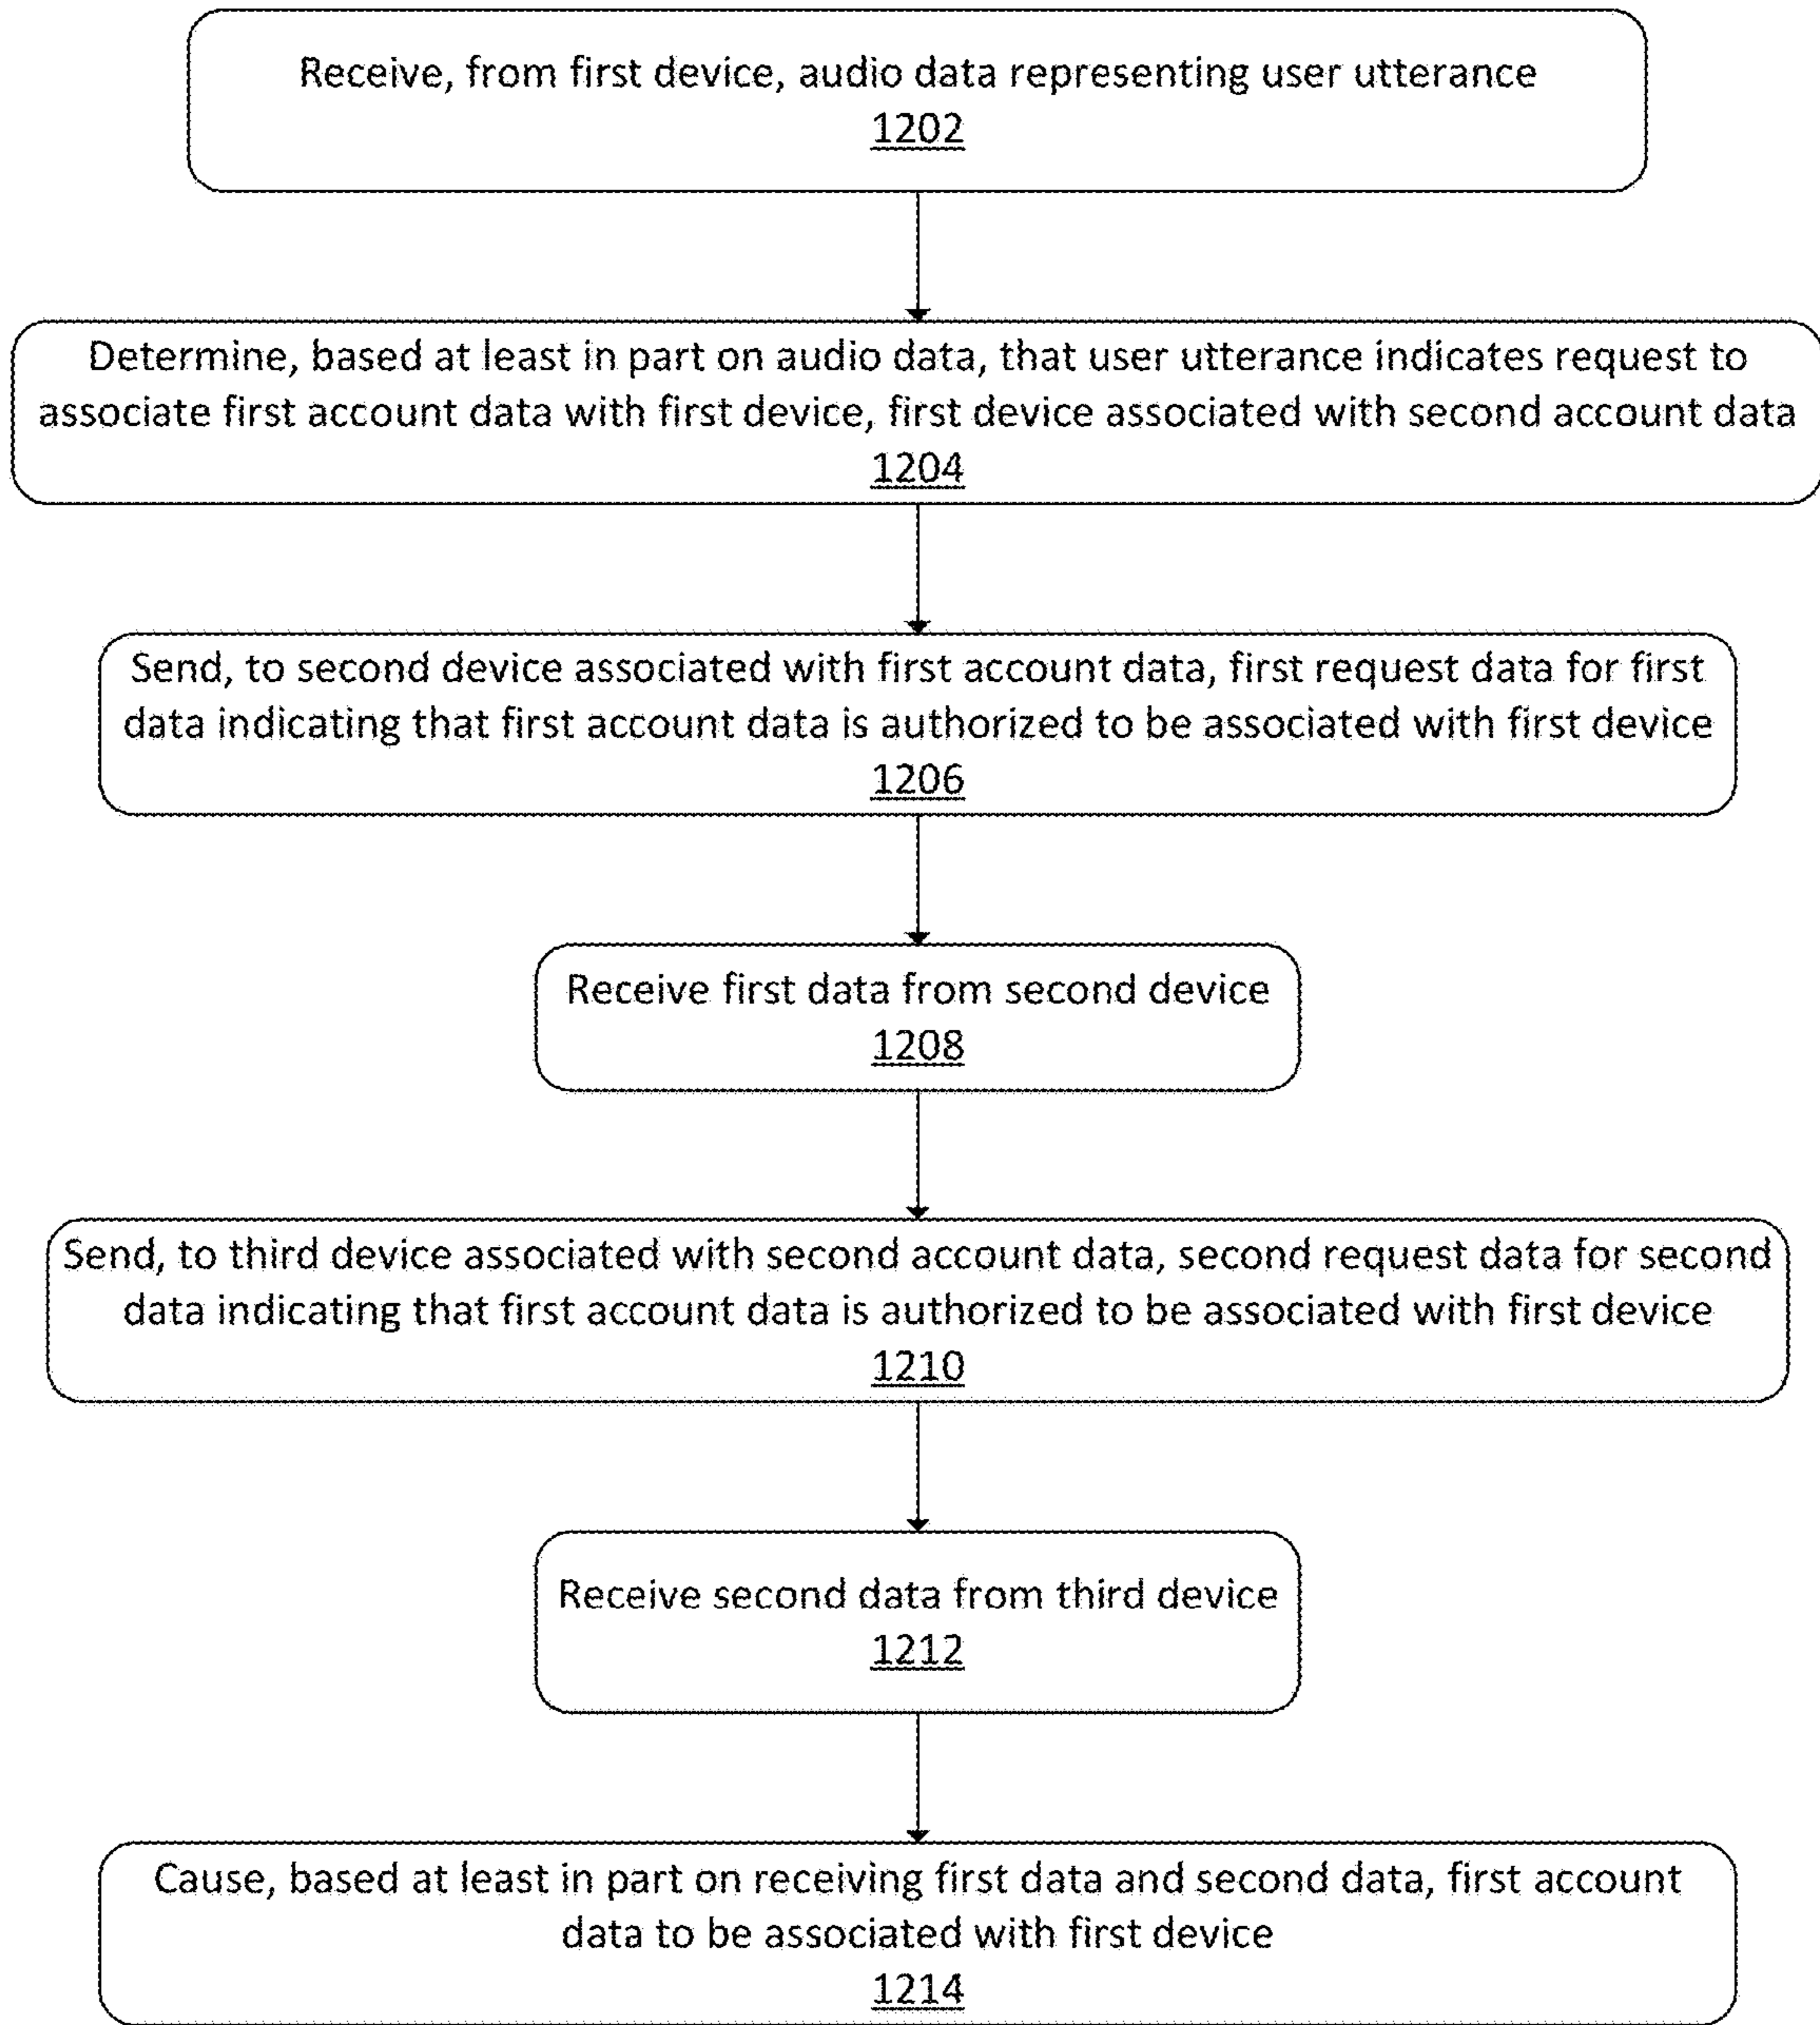 Receive, from first device, audio data representing user utterance
1202
Determine, based at least in part on audio data, that user utterance indicates request to
associate first account data with first device, first device associated with second account data
1204
Send, to second device associated with first account data, first request data for first
data indicating that first account data is authorized to be associated with first device
1206
Receive first data from second device
1208
Send, to third device associated with second account data, second request data for second
data indicating that first account data is authorized to be associated with first device
1210
Receive second data from third device
1212
Cause, based at least in part on receiving first data and second data, first account
data to be associated with first device
1214